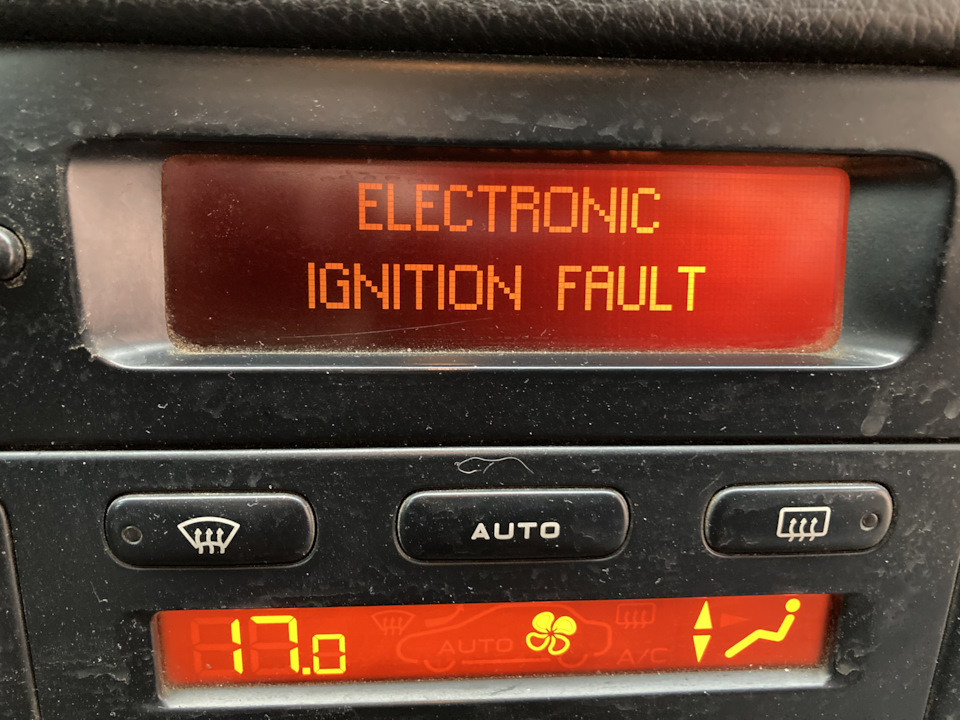 ELECTRONIC
IGNITION FAULT
AUTO
17.0
AUTO
A/C